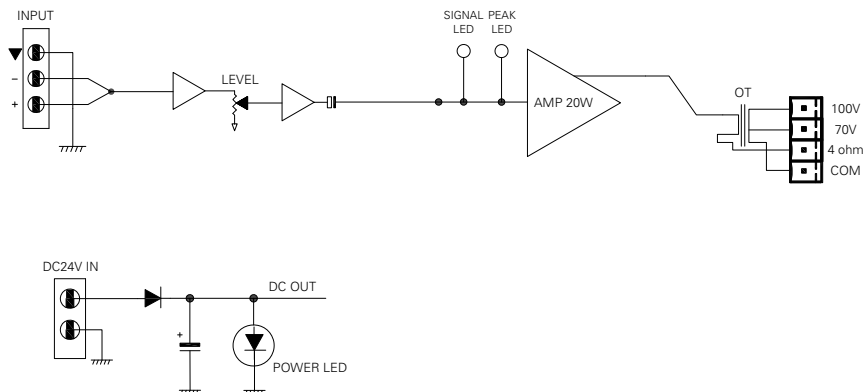 INPUT
−
+
LEVEL
SIGNAL LED
PEAK LED
AMP 20W
OT
100V
70V
4 ohm
COM
DC24V IN
DC OUT
+
POWER LED